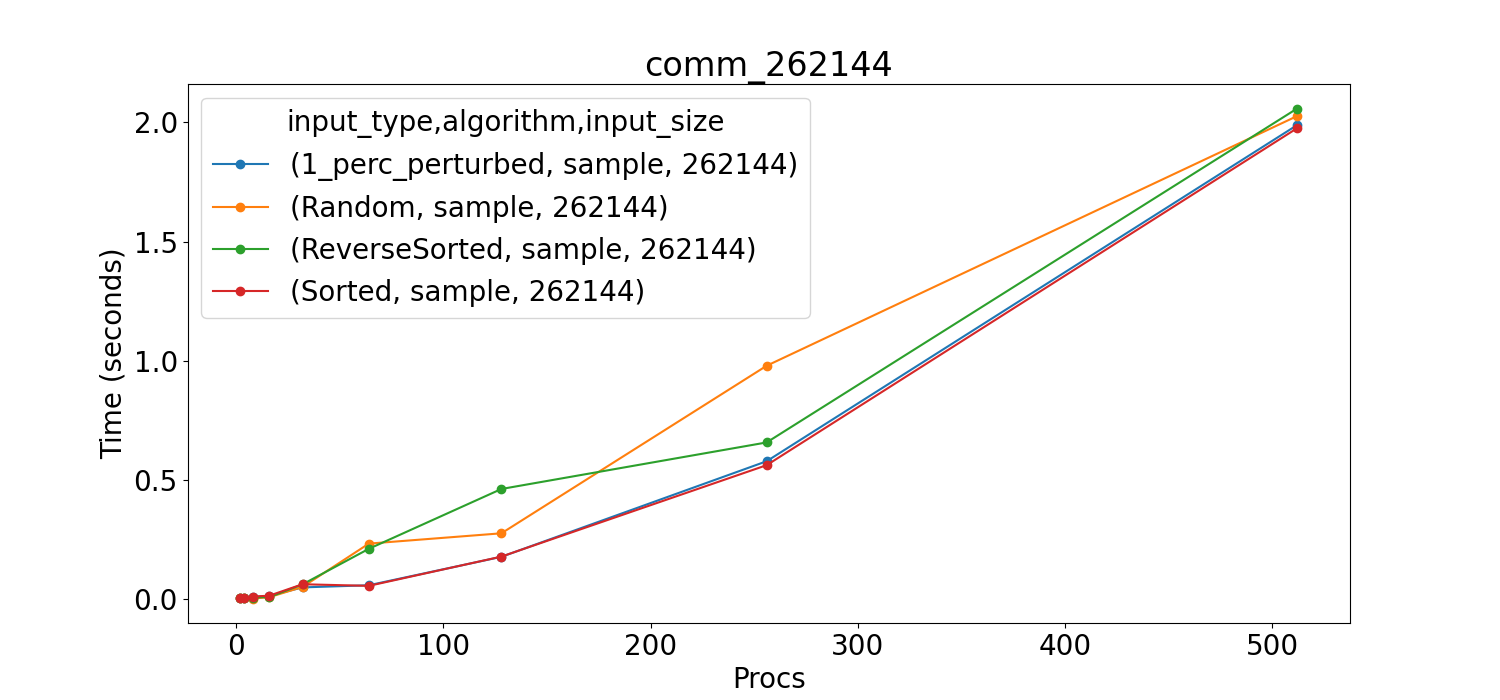 comm_262144
input_type,algorithm,input_size
(1_perc_perturbed, sample, 262144)
(Random, sample, 262144)
(ReverseSorted, sample, 262144)
(Sorted, sample, 262144)
Time (seconds)
2.0
1.5
1.0
0.5
0.0
0 100 200 300 400 500
Procs